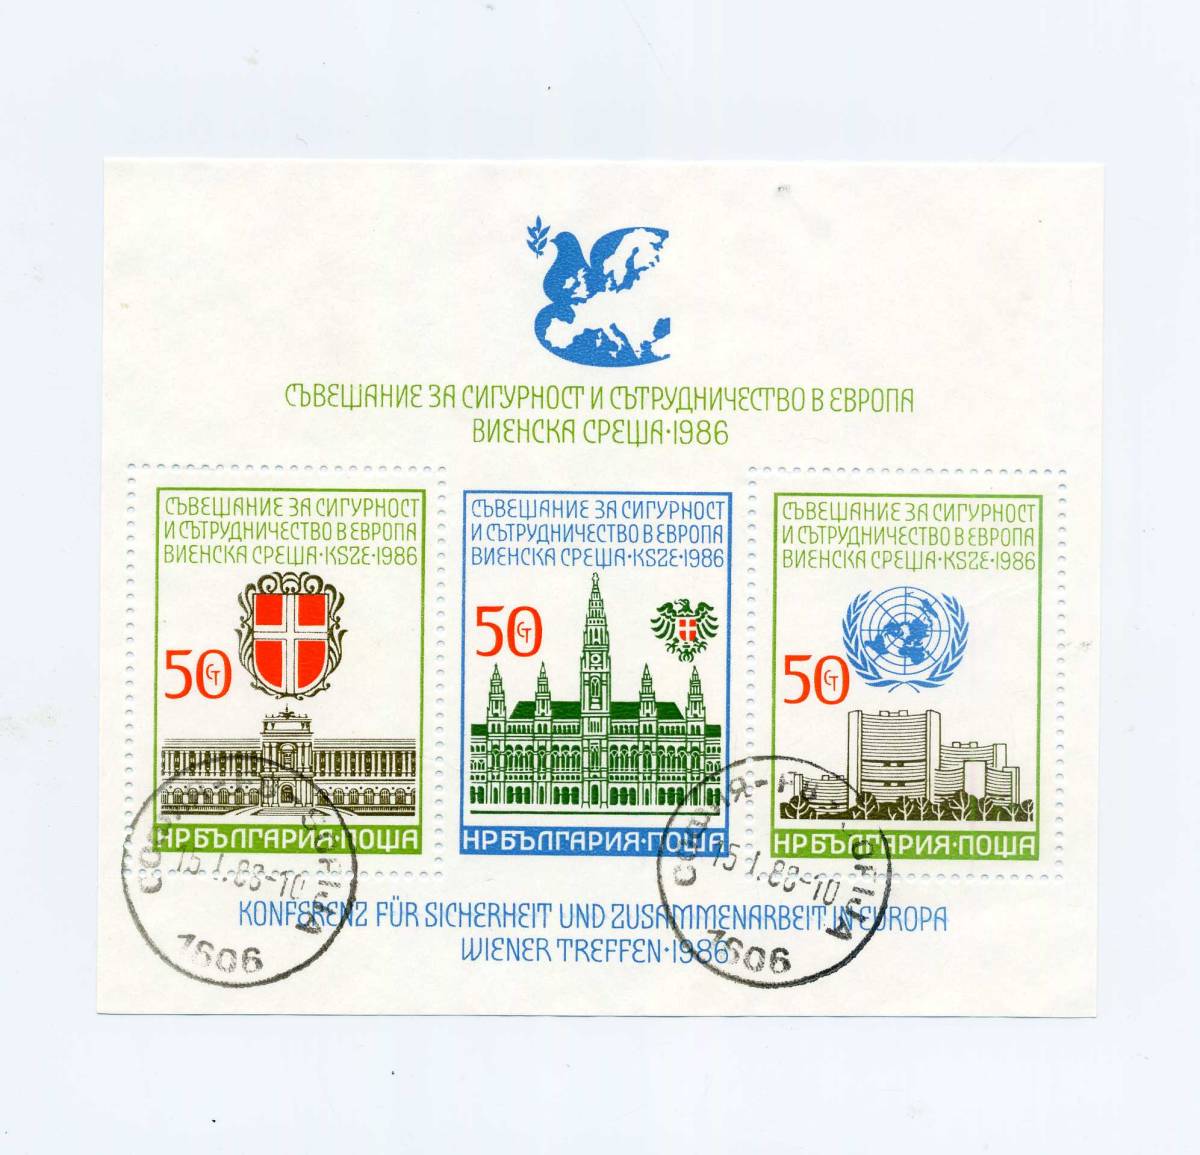 СЪВЕЩАНИЕ ЗА СИГУРНОСТ И СЪТРУДНИЧЕСТВО В ЕВРОПА
ВИЕНСКА СРЕЩА·1986
СЪВЕЩАНИЕ ЗА СИГУРНОСТ
И СЪТРУДНИЧЕСТВО В ЕВРОПА
ВИЕНСКА СРЕЩА·KSZE·1986
50 СТ
НРБЪЛГАРИЯ·ПОЩА
СЪВЕЩАНИЕ ЗА СИГУРНОСТ
И СЪТРУДНИЧЕСТВО В ЕВРОПА
ВИЕНСКА СРЕЩА·KSZE·1986
50 СТ
НРБЪЛГАРИЯ·ПОЩА
СЪВЕЩАНИЕ ЗА СИГУРНОСТ
И СЪТРУДНИЧЕСТВО В ЕВРОПА
ВИЕНСКА СРЕЩА·KSZE·1986
50 СТ
НРБЪЛГАРИЯ·ПОЩА
KONFERENZ FÜR SICHERHEIT UND ZUSAMMENARBEIT IN EUROPA
WIENER TREFFEN·1986
15.I.88-10
1606
15.I.88-10
1606